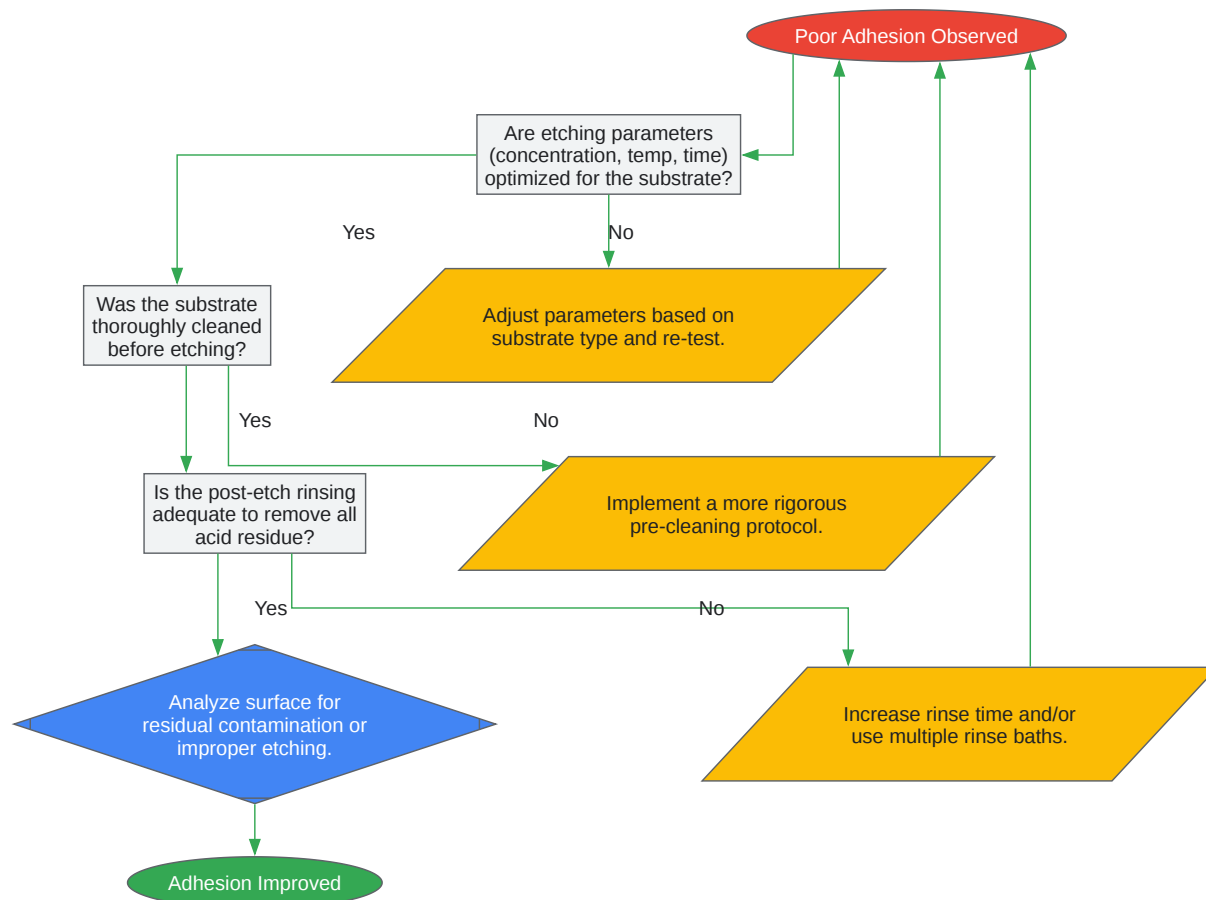 Poor Adhesion Observed
Are etching parameters
(concentration, temp, time)
optimized for the substrate?
Yes
No
Was the substrate
thoroughly cleaned
before etching?
Adjust parameters based on
substrate type and re-test.
Yes
No
Is the post-etch rinsing
adequate to remove all
acid residue?
Implement a more rigorous
pre-cleaning protocol.
Yes
No
Analyze surface for
residual contamination or
improper etching.
Increase rinse time and/or
use multiple rinse baths.
Adhesion Improved